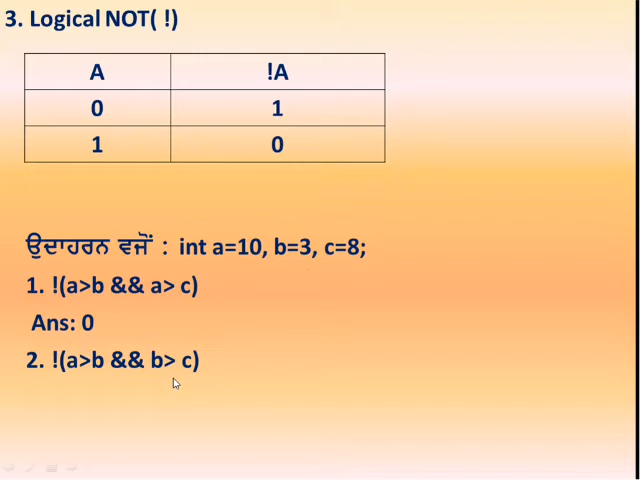 3. Logical NOT( !)
A !A
0 1
1 0
ਉਦਾਹਰਨ ਵਜੋਂ : int a=10, b=3, c=8;
1. !(a>b && a> c)
Ans: 0
2. !(a>b && b> c)